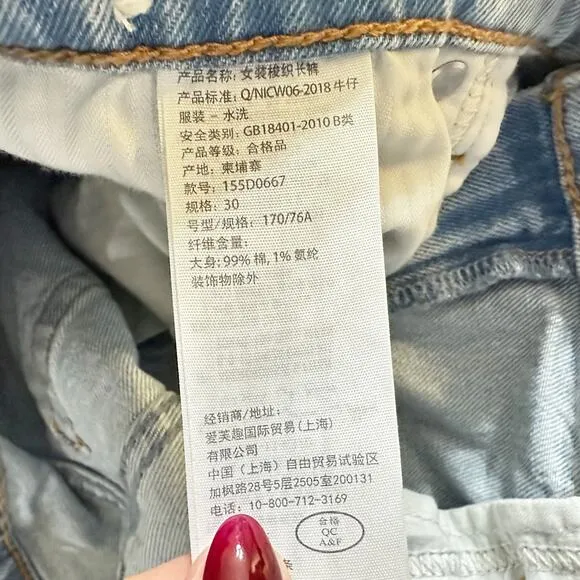 产品名称: 女装梭织长裤
产品标准: Q/NICW06-2018 牛仔
服装 - 水洗
安全类别: GB18401-2010 B类
产品等级: 合格品
产地: 柬埔寨
款号: 155D0667
规格: 30
号型/规格: 170/76A
纤维含量:
大身: 99% 棉, 1% 氨纶
装饰物除外
经销商/地址:
爱芙趣国际贸易(上海)
有限公司
中国 (上海) 自由贸易试验区
加枫路28号5层2505室200131
电话: 10-800-712-3169
合格
QC
A&F